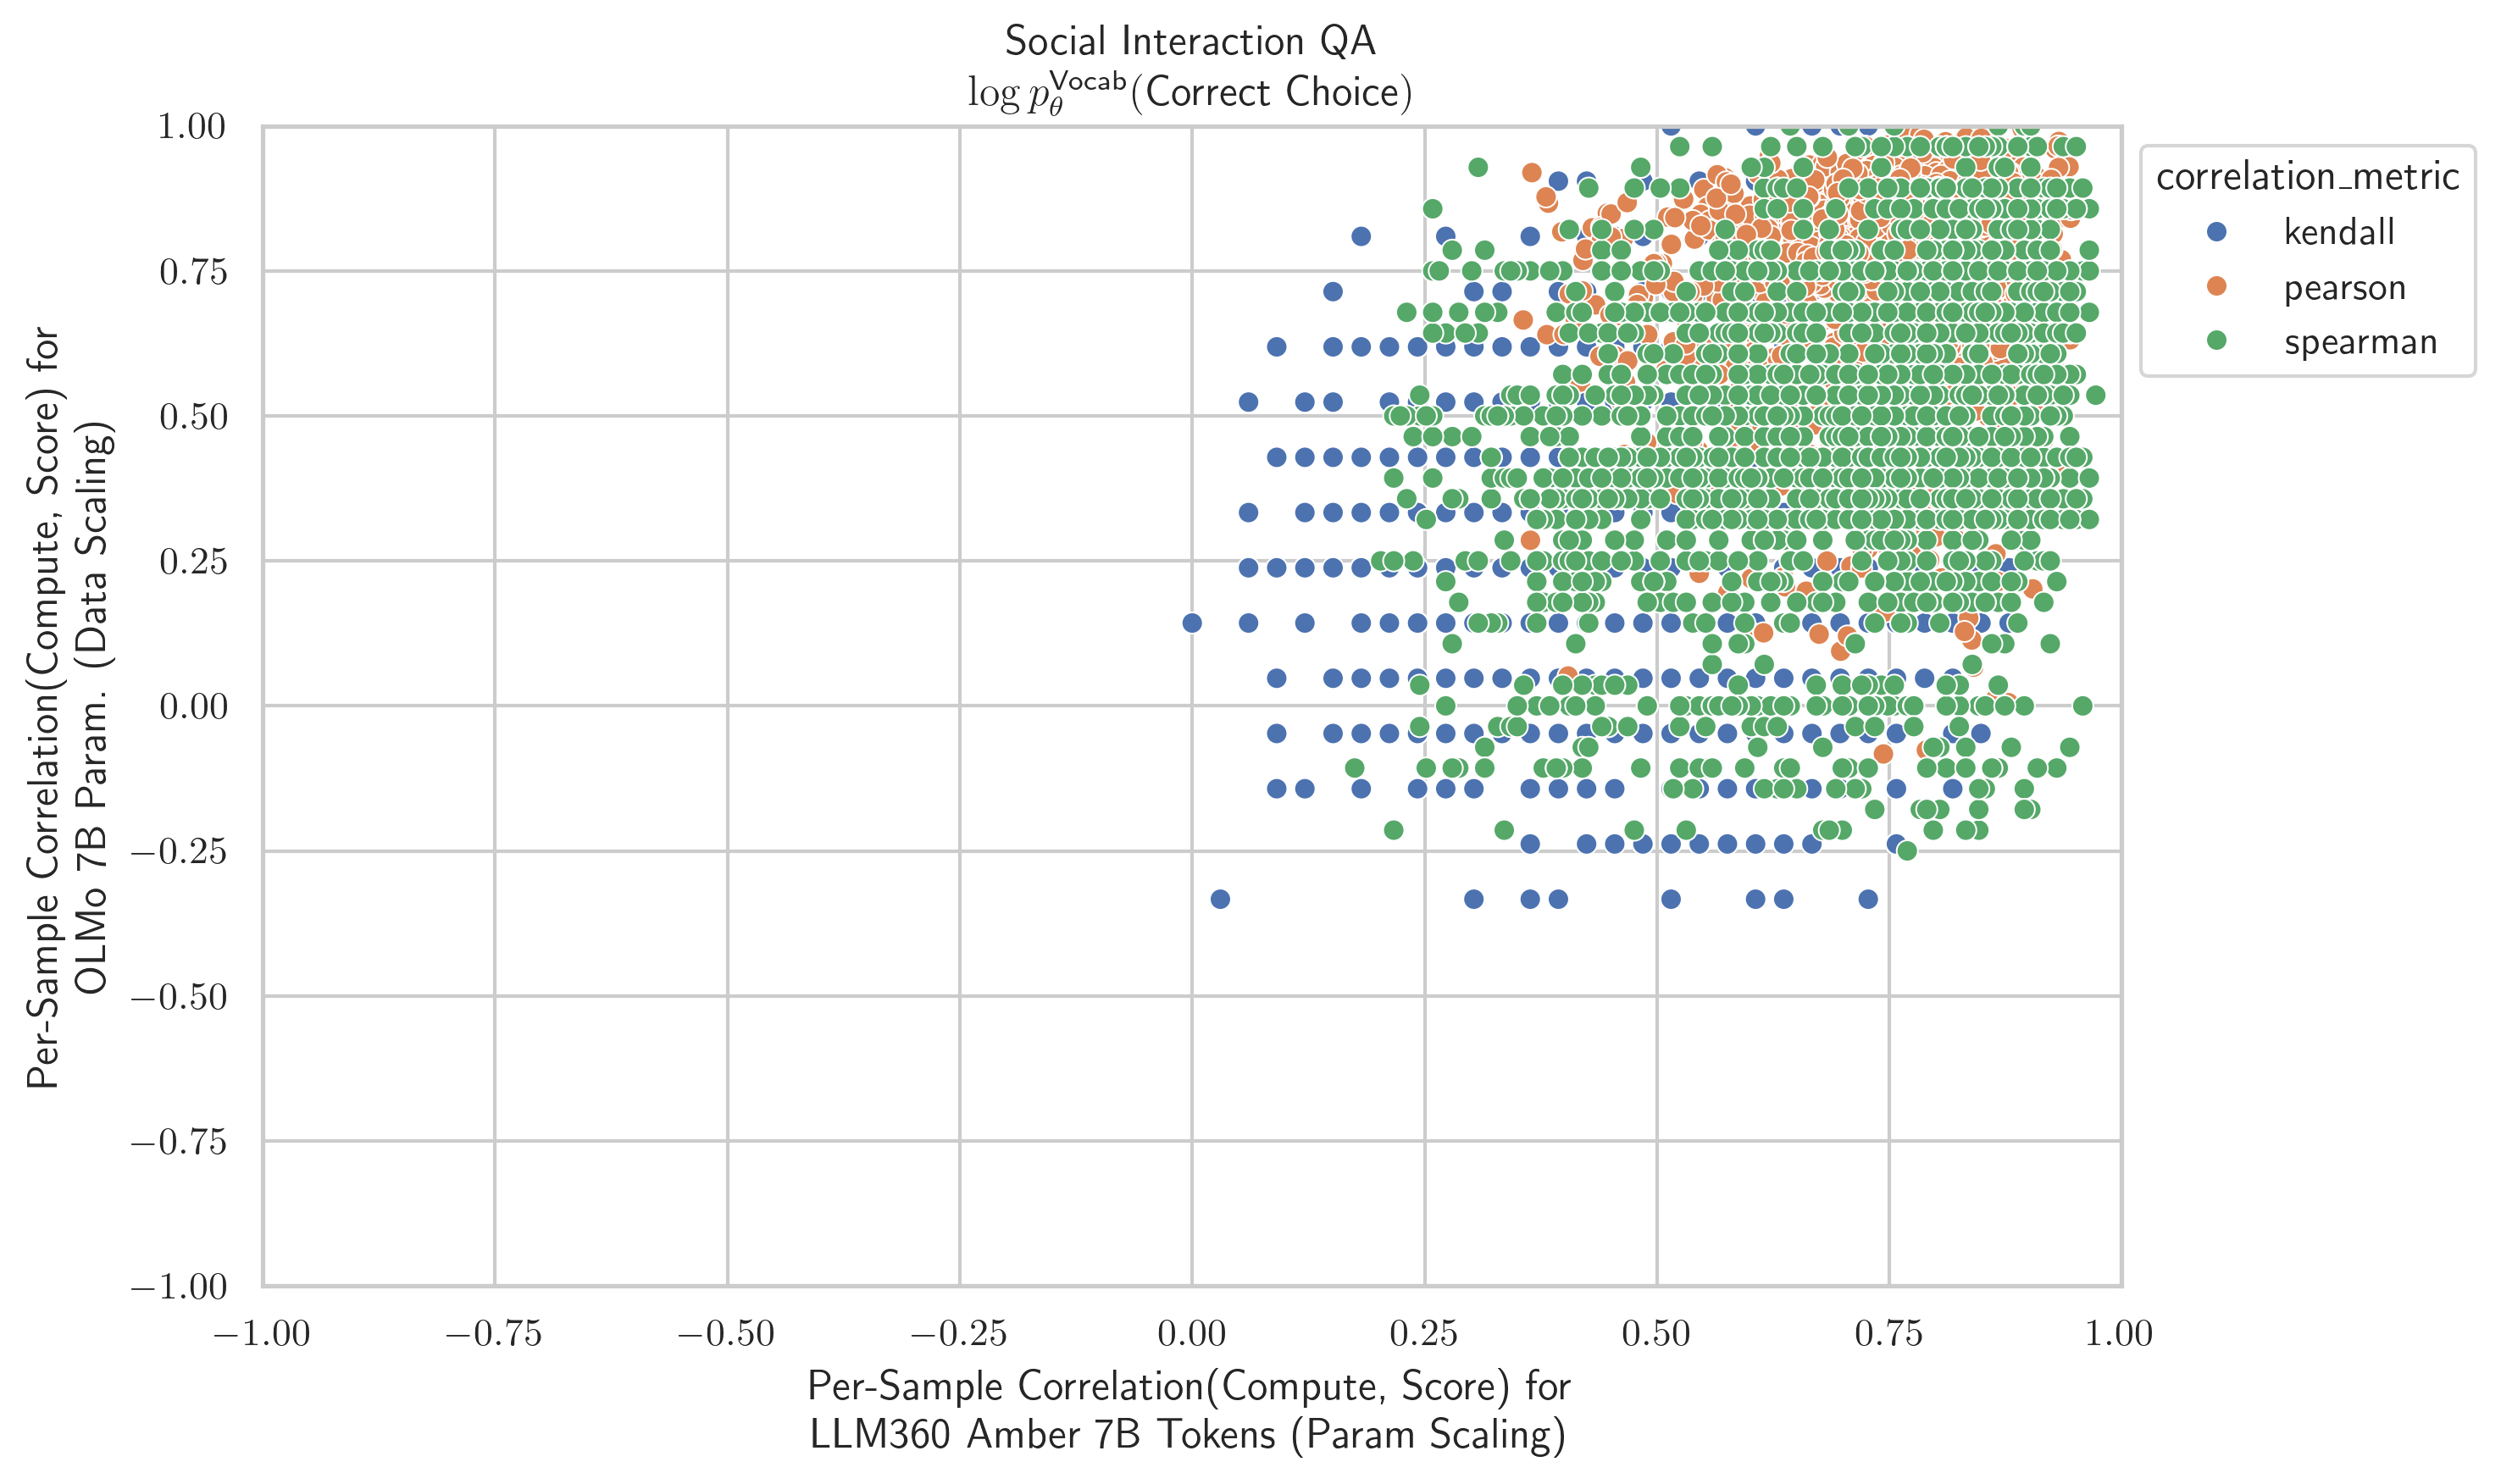 Social Interaction QA
log p_θ^Vocab(Correct Choice)
1.00
0.75
0.50
0.25
0.00
−0.25
−0.50
−0.75
−1.00
Per-Sample Correlation(Compute, Score) for
OLMo 7B Param. (Data Scaling)
−1.00 −0.75 −0.50 −0.25 0.00 0.25 0.50 0.75 1.00
Per-Sample Correlation(Compute, Score) for
LLM360 Amber 7B Tokens (Param Scaling)
correlation_metric
kendall
pearson
spearman